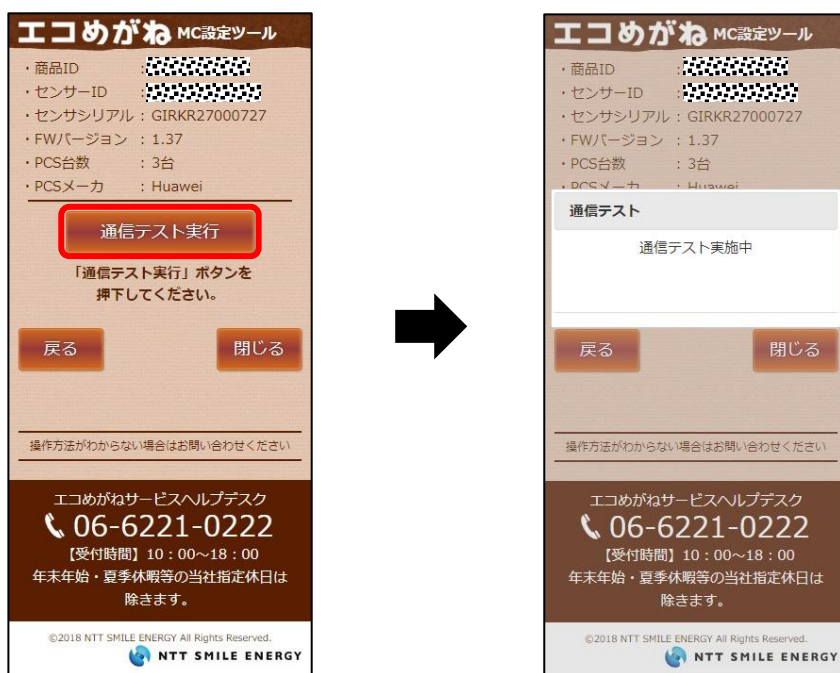 エコめがね MC設定ツール
・商品ID :
・センサーID :
・センサシリアル : GIRKR27000727
・FWバージョン : 1.37
・PCS台数 : 3台
・PCSメーカ : Huawei
通信テスト実行
「通信テスト実行」ボタンを
押下してください。
戻る 閉じる
操作方法がわからない場合はお問い合わせください
エコめがねサービスヘルプデスク
06-6221-0222
【受付時間】10：00～18：00
年末年始・夏季休暇等の当社指定休日は
除きます。
©2018 NTT SMILE ENERGY All Rights Reserved.
NTT SMILE ENERGY
エコめがね MC設定ツール
・商品ID :
・センサーID :
・センサシリアル : GIRKR27000727
・FWバージョン : 1.37
・PCS台数 : 3台
・PCSメーカ : Huawei
通信テスト
通信テスト実施中
戻る 閉じる
操作方法がわからない場合はお問い合わせください
エコめがねサービスヘルプデスク
06-6221-0222
【受付時間】10：00～18：00
年末年始・夏季休暇等の当社指定休日は
除きます。
©2018 NTT SMILE ENERGY All Rights Reserved.
NTT SMILE ENERGY